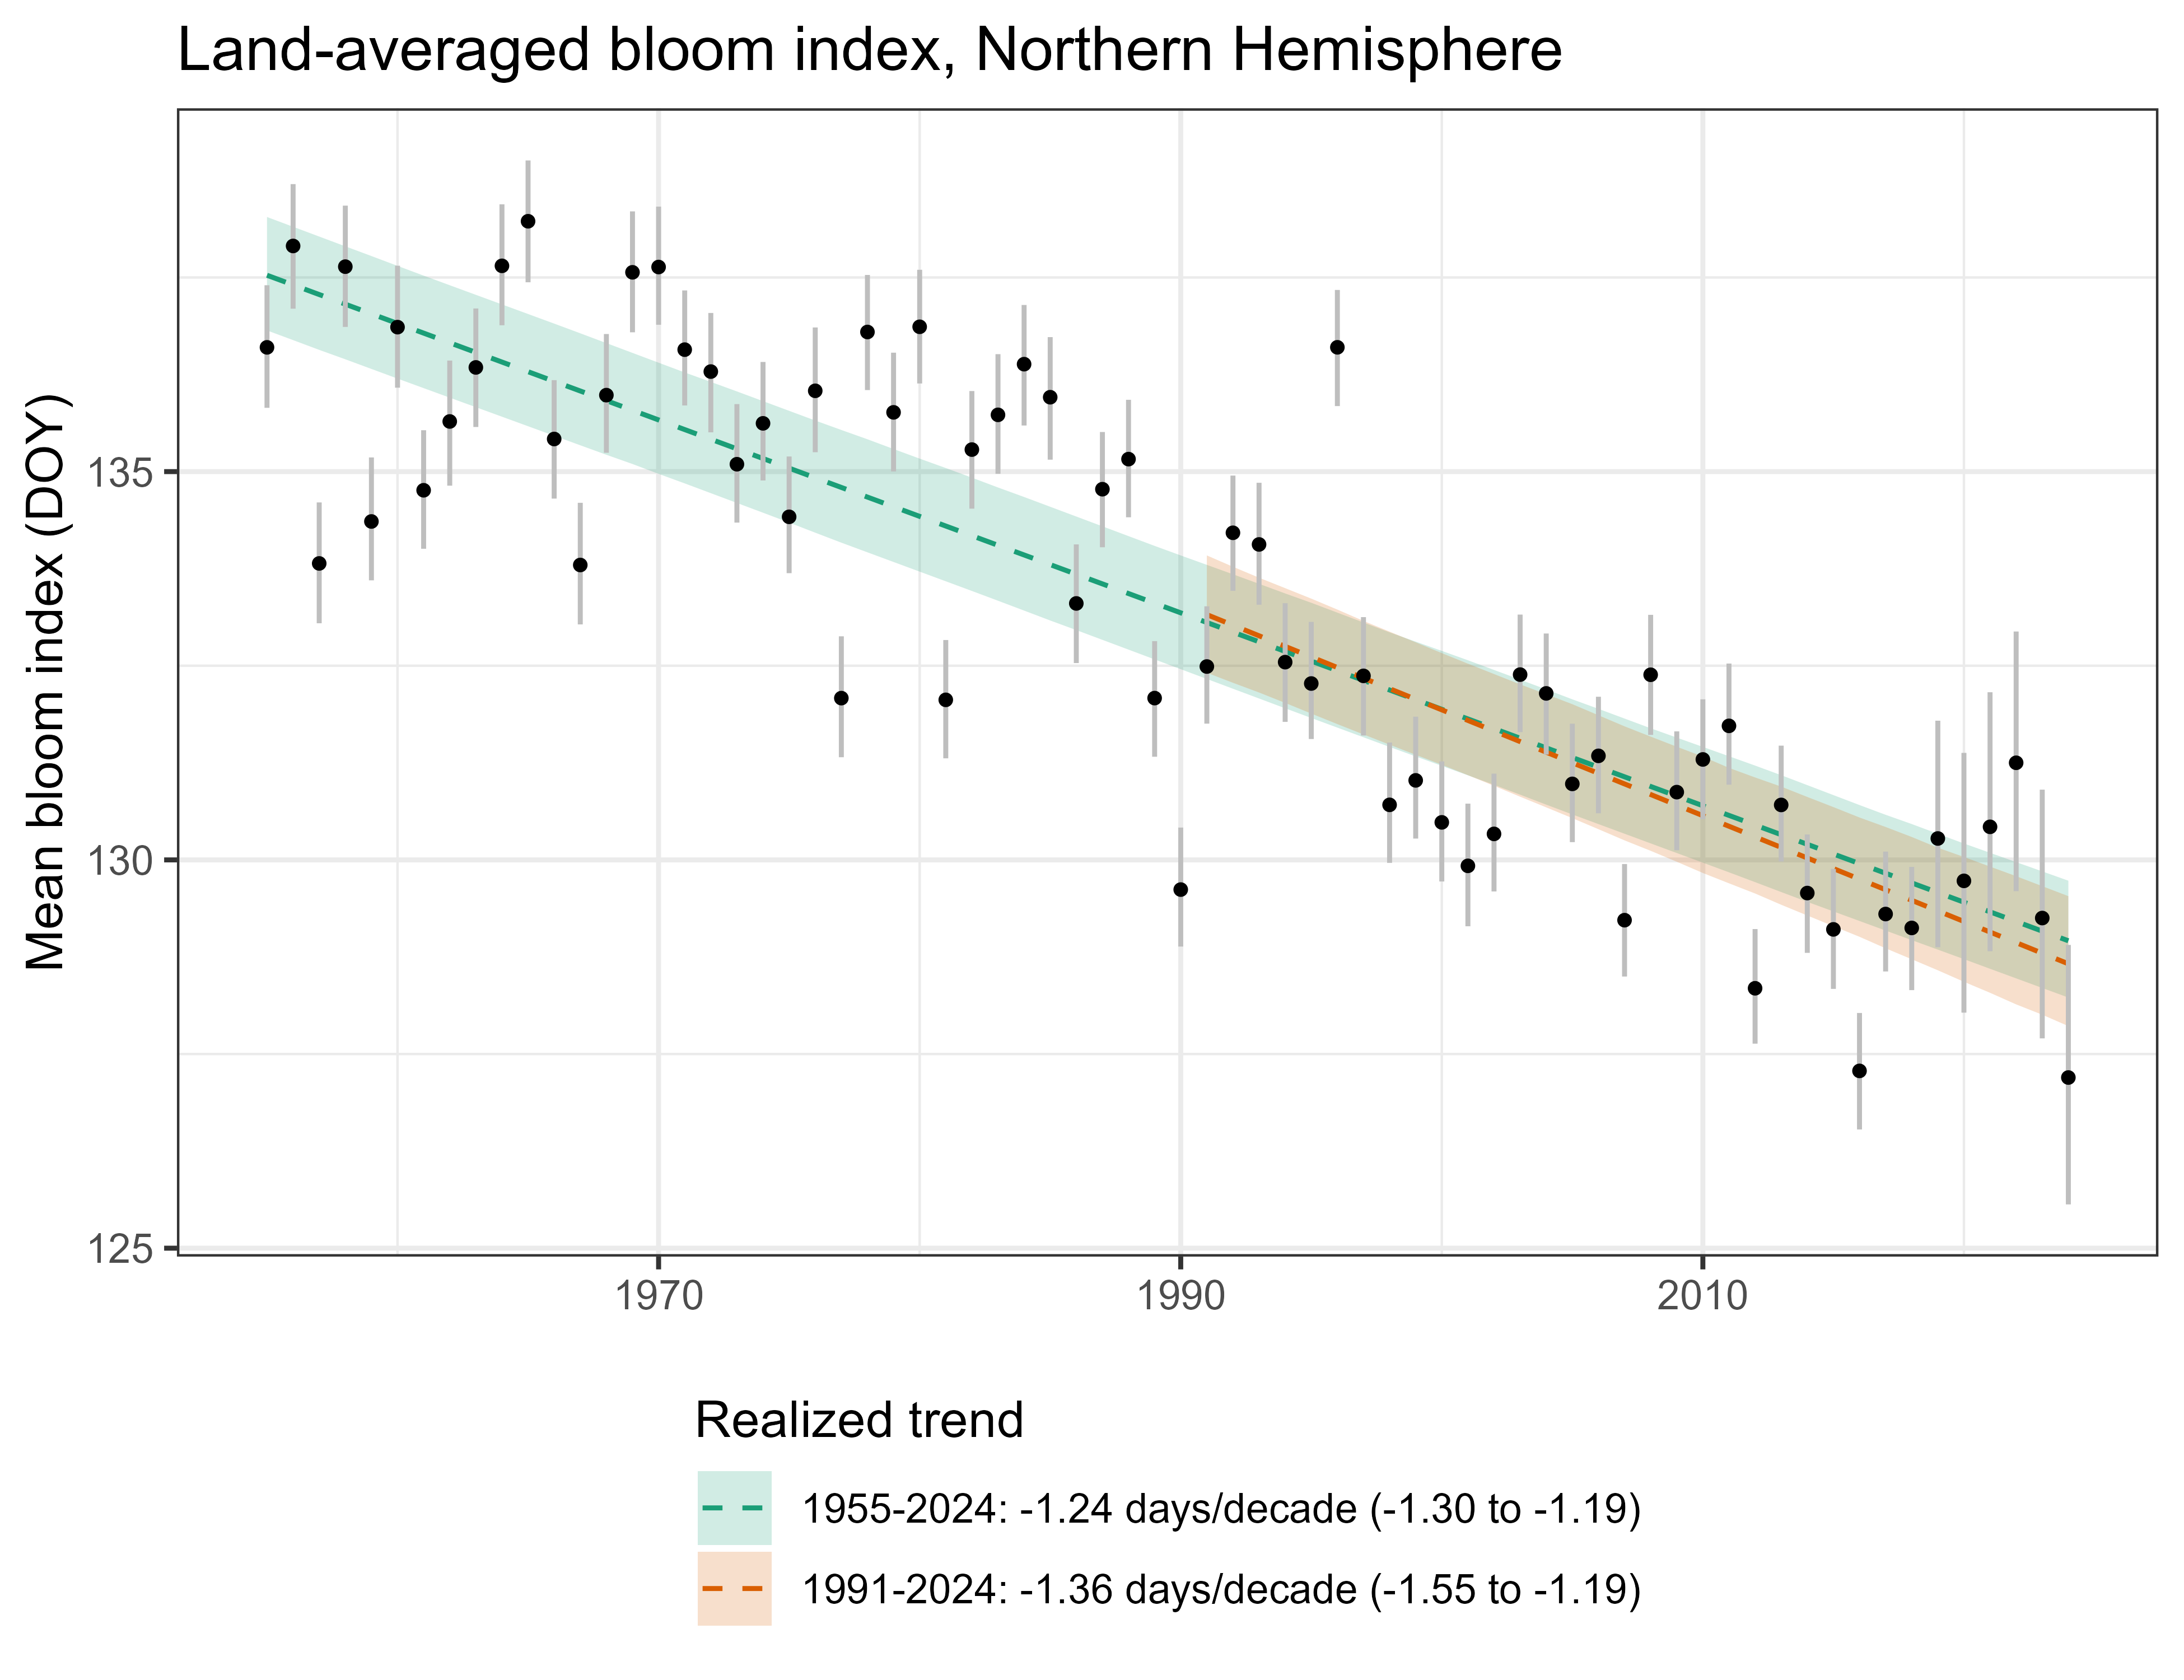 Land-averaged bloom index, Northern Hemisphere
Mean bloom index (DOY)
135
130
125
1970
1990
2010
Realized trend
1955-2024: -1.24 days/decade (-1.30 to -1.19)
1991-2024: -1.36 days/decade (-1.55 to -1.19)